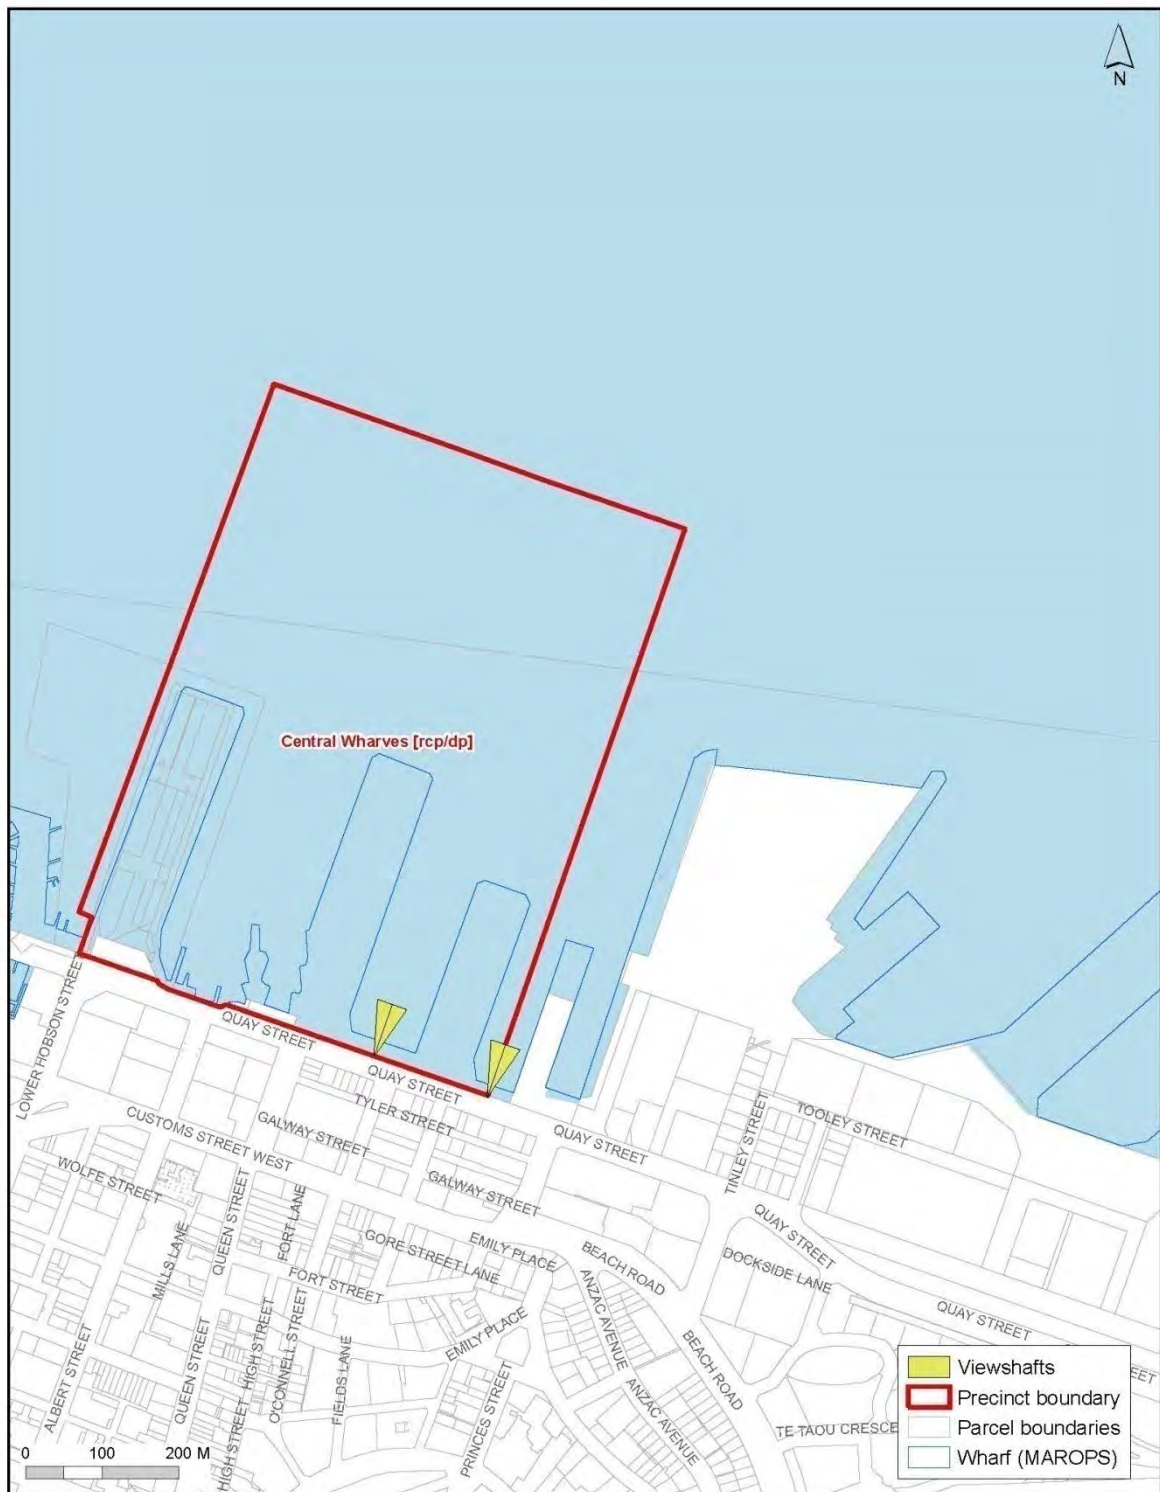 N
Central Wharves [rcp/dp]
LOWER HOBSON STREET
QUAY STREET
QUAY STREET
TYLER STREET
QUAY STREET
TINLEY STREET
TOOLEY STREET
CUSTOMS STREET WEST
GALWAY STREET
GALWAY STREET
WOLFE STREET
MILLS LANE
QUEEN STREET
FORT LANE
GORE STREET LANE
EMILY PLACE
BEACH ROAD
QUAY STREET
DOCKSIDE LANE
FORT STREET
ANZAC AVENUE
QUAY STREET
EMILY PLACE
ALBERT STREET
QUEEN STREET
HIGH STREET
O'CONNELL STREET
FIELDS LANE
PRINCES STREET
BEACH ROAD
ANZAC AVENUE
STREET
TE TAOU CRESCE
HIGH STREET
Viewshafts
Precinct boundary
Parcel boundaries
Wharf (MAROPS)
0 100 200 M